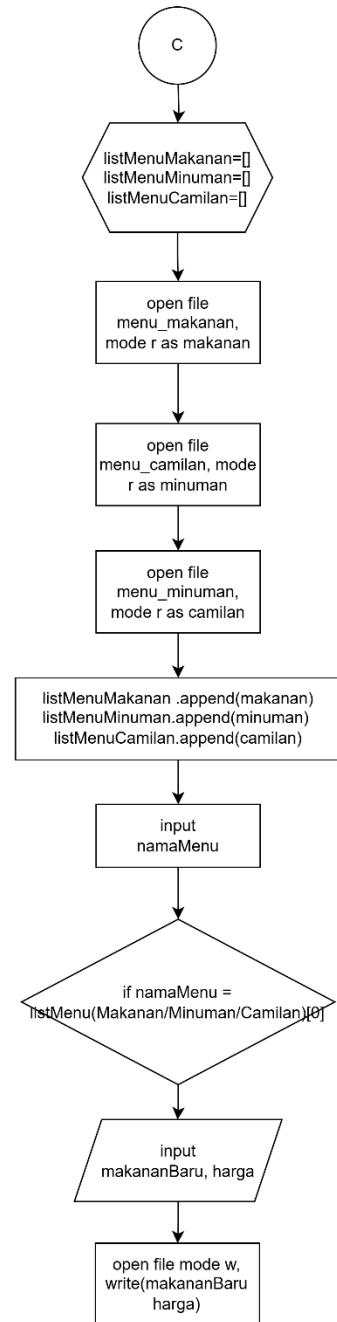 C
listMenuMakanan=[]
listMenuMinuman=[]
listMenuCamilan=[]
open file
menu_makanan,
mode r as makanan
open file
menu_camilan, mode
r as minuman
open file
menu_minuman,
mode r as camilan
listMenuMakanan .append(makanan)
listMenuMinuman.append(minuman)
listMenuCamilan.append(camilan)
input
namaMenu
if namaMenu =
listMenu(Makanan/Minuman/Camilan)[0]
input
makananBaru, harga
open file mode w,
write(makananBaru
harga)